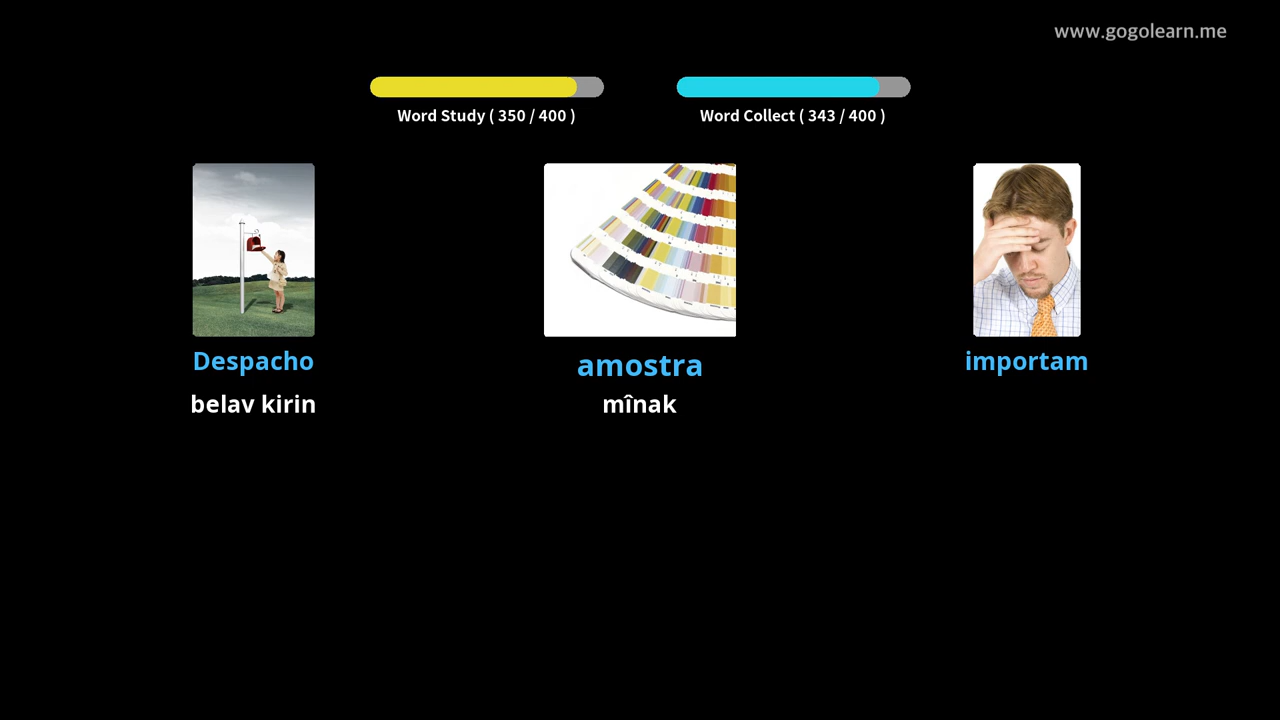 www.gogolearn.me
Word Study ( 350 / 400 )
Word Collect ( 343 / 400 )
Despacho
amostra
importam
belav kirin
mînak